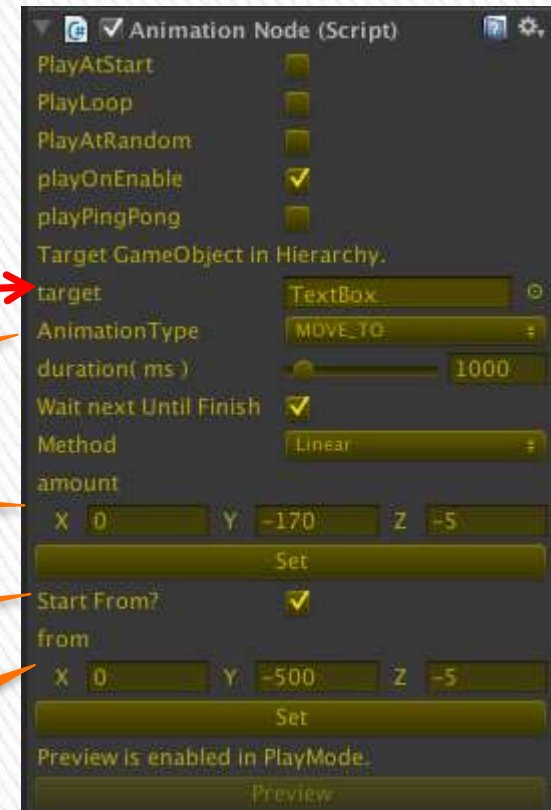 Animation Node (Script)
PlayAtStart
PlayLoop
PlayAtRandom
playOnEnable
playPingPong
Target GameObject in Hierarchy.
target TextBox
AnimationType MOVE_TO
duration( ms ) 1000
Wait next Until Finish
Method Linear
amount
X 0 Y -170 Z -5
Set
Start From?
from
X 0 Y -500 Z -5
Set
Preview is enabled in PlayMode.
Preview